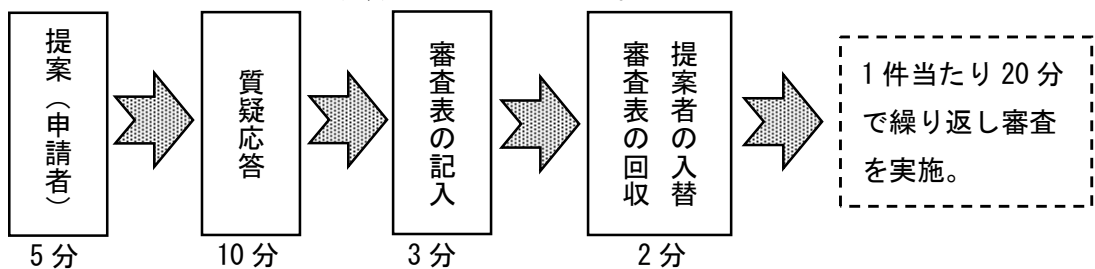 提案（申請者）
質疑応答
審査表の記入
提案者の入替
審査表の回収
1件当たり20分
で繰り返し審査
を実施。
5分
10分
3分
2分